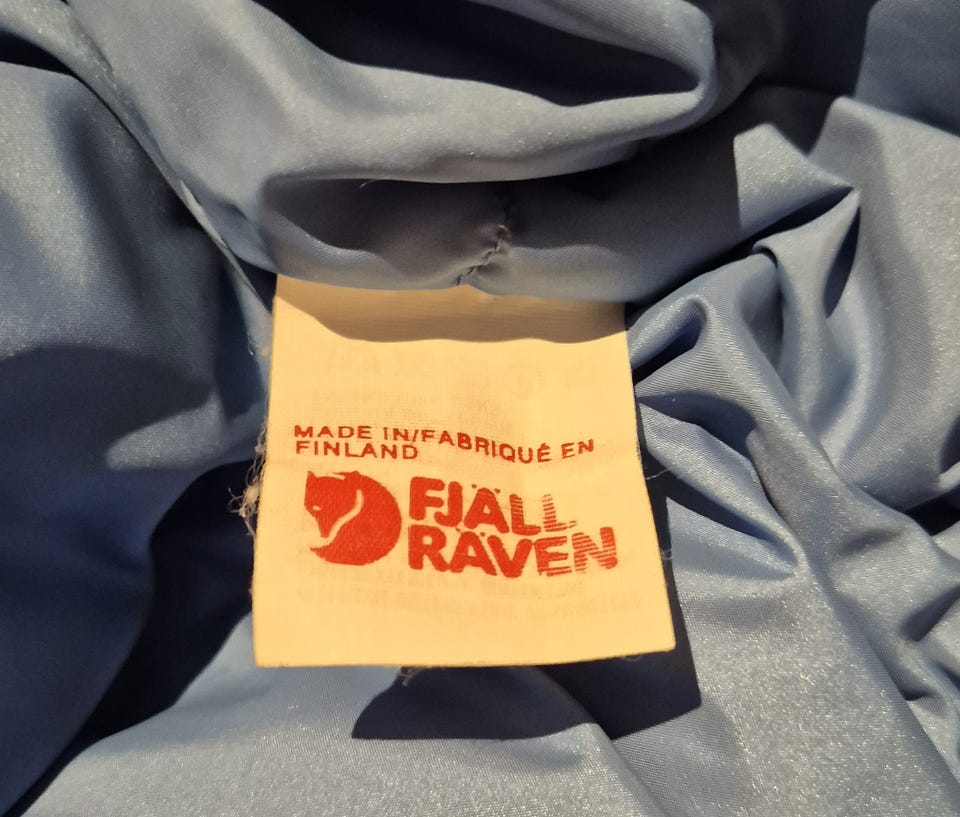 MADE IN/FABRIQUÉ EN
FINLAND
FJÄLL
RÄVEN